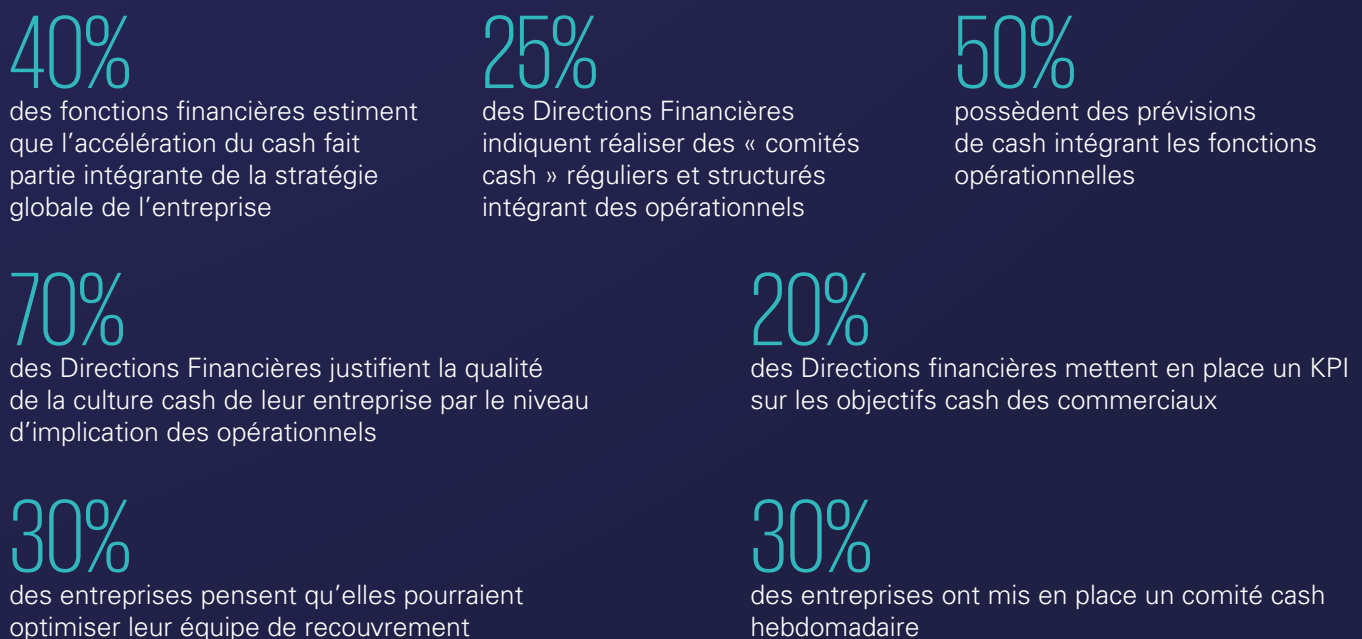 40%
des fonctions financières estiment
que l’accélération du cash fait
partie intégrante de la stratégie
globale de l’entreprise
25%
des Directions Financières
indiquent réaliser des « comités
cash » réguliers et structurés
intégrant des opérationnels
50%
possèdent des prévisions
de cash intégrant les fonctions
opérationnelles
70%
des Directions Financières justifient la qualité
de la culture cash de leur entreprise par le niveau
d’implication des opérationnels
20%
des Directions financières mettent en place un KPI
sur les objectifs cash des commerciaux
30%
des entreprises pensent qu’elles pourraient
optimiser leur équipe de recouvrement
30%
des entreprises ont mis en place un comité cash
hebdomadaire